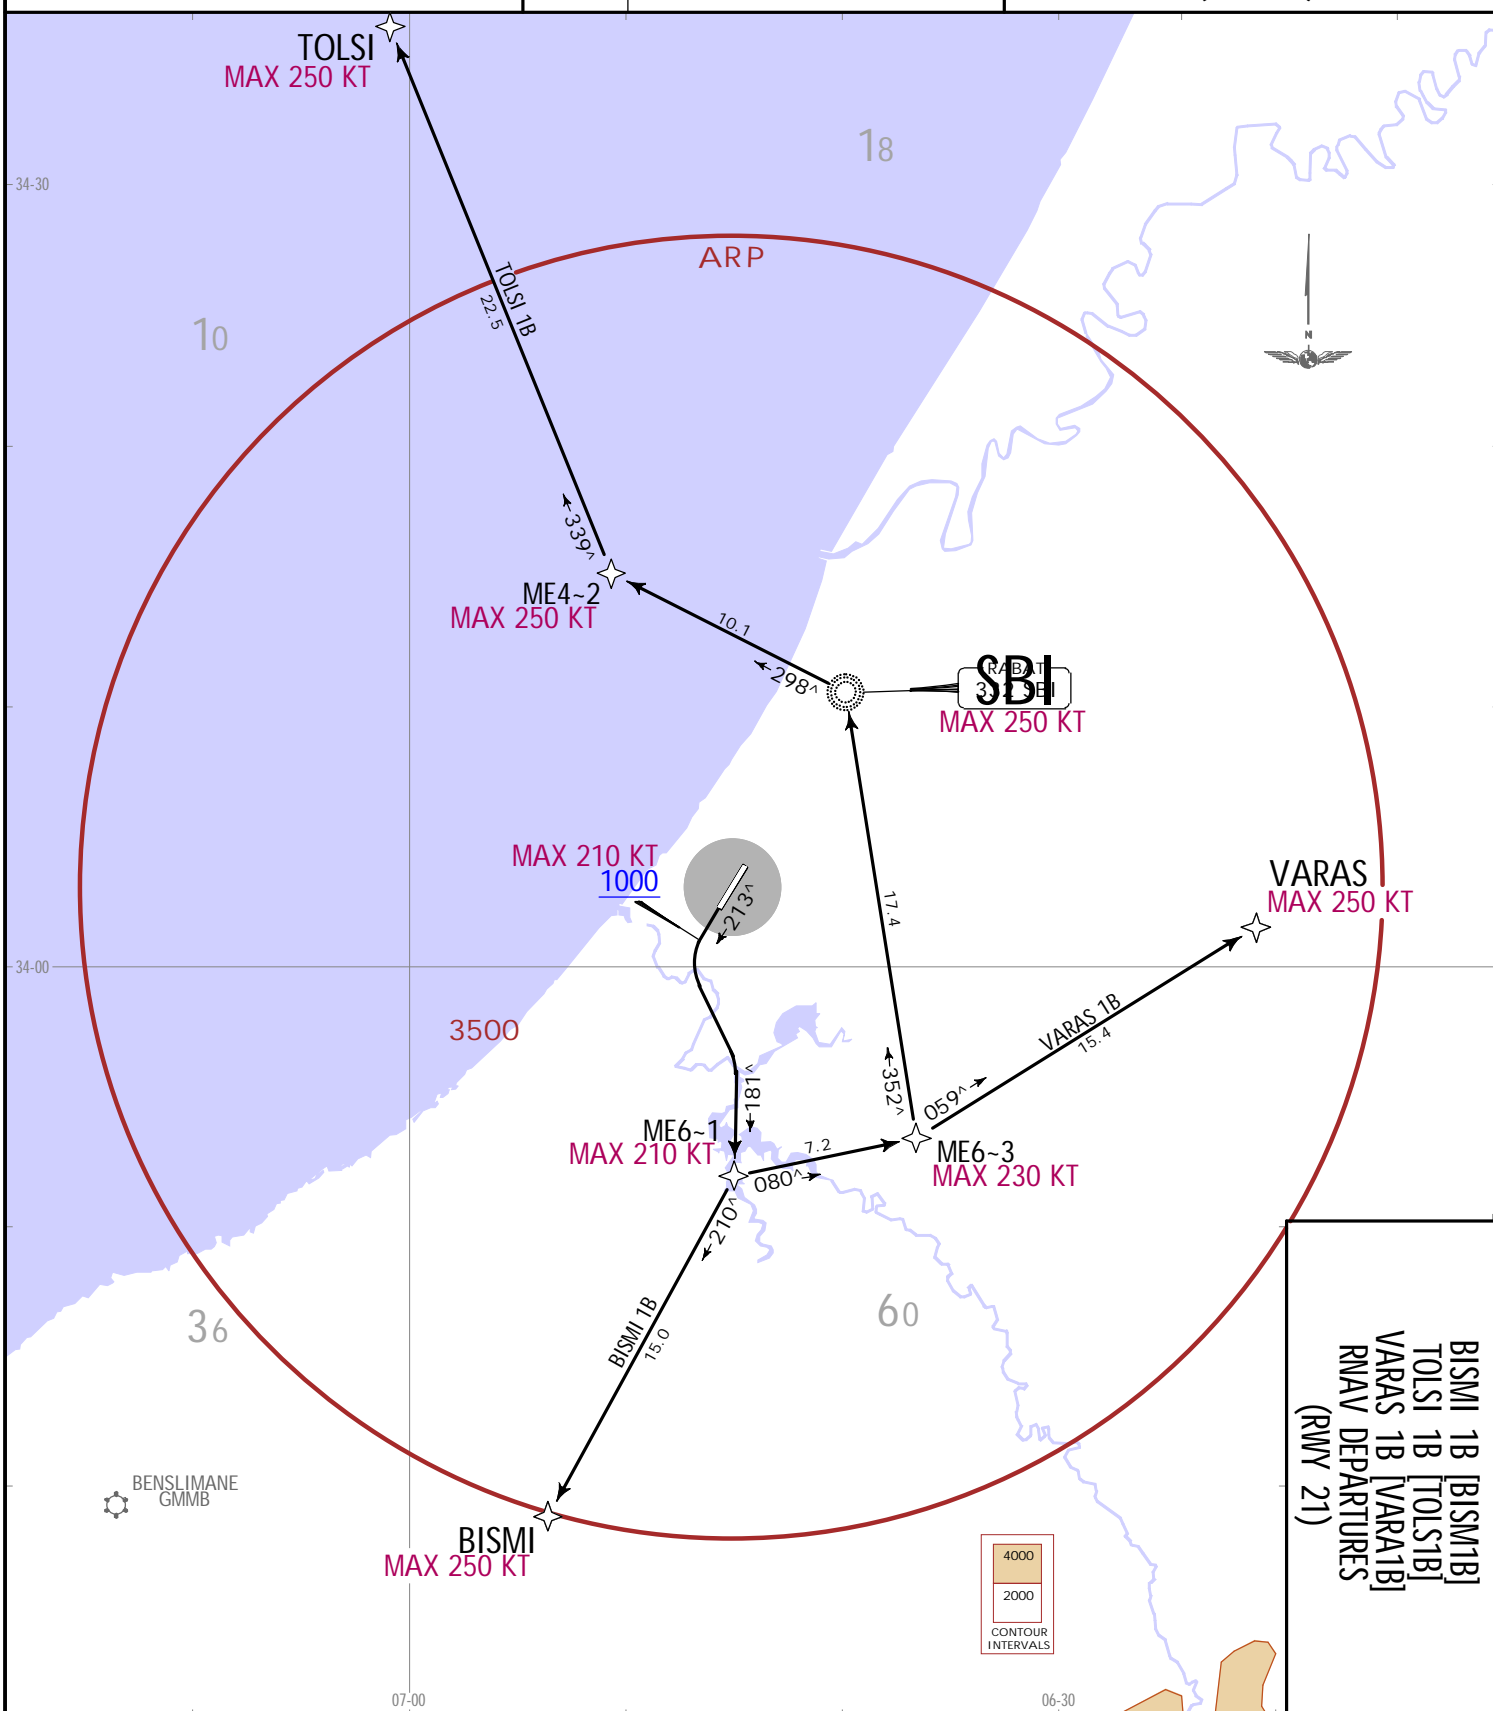 TOLSI
MAX 250 KT
18
34-30
ARP
TOLSI 1B
22.5
10
N
339^
ME4~2
MAX 250 KT
10.1
298^
RABAT
SBI
MAX 250 KT
MAX 210 KT
1000
213^
VARAS
MAX 250 KT
17.4
34-00
3500
VARAS 1B
15.4
181^
352^
059^
ME6~1
MAX 210 KT
7.2
080^
ME6~3
MAX 230 KT
210^
BISMI 1B
15.0
36
60
BISMI 1B [BISM1B]
TOLSI 1B [TOLS1B]
VARAS 1B [VARA1B]
RNAV DEPARTURES
(RWY 21)
BENSLIMANE
GMMB
BISMI
MAX 250 KT
4000
2000
CONTOUR
INTERVALS
07-00
06-30